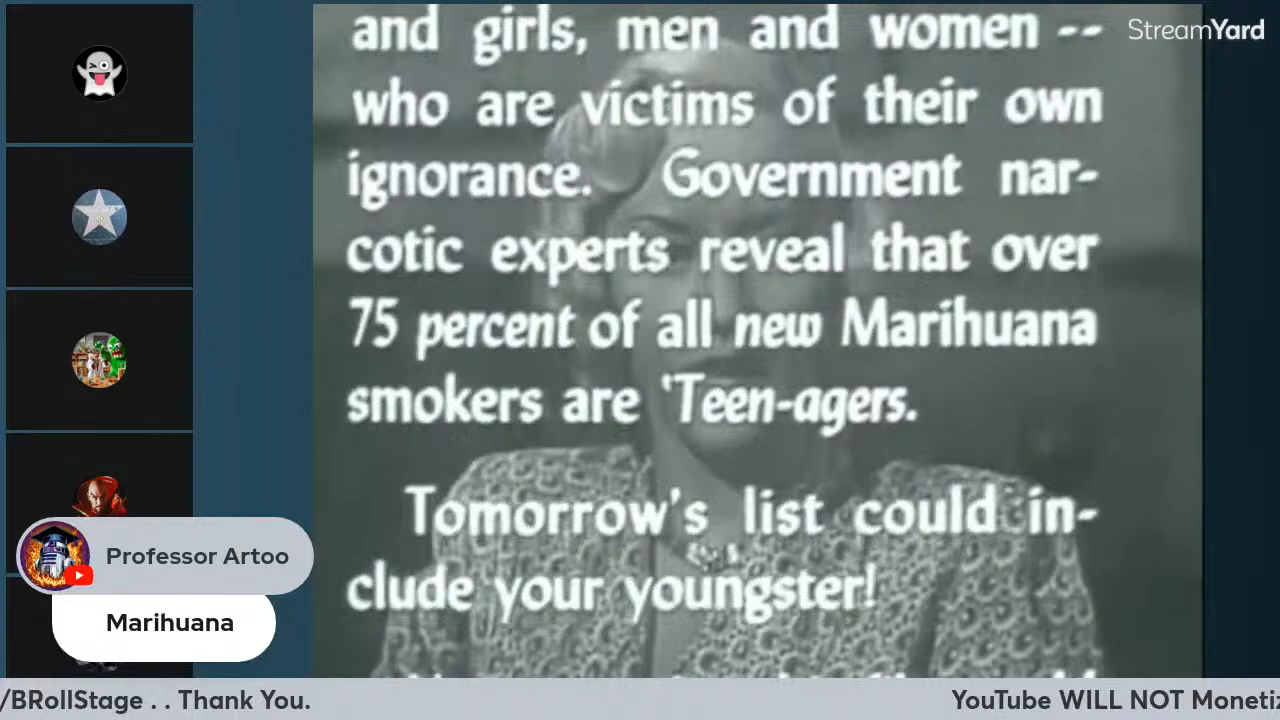 StreamYard
and girls, men and women --
who are victims of their own
ignorance. Government nar-
cotic experts reveal that over
75 percent of all new Marihuana
smokers are 'Teen-agers.
Tomorrow's list could in-
clude your youngster!
Professor Artoo
Marihuana
/BRollStage . . Thank You.
YouTube WILL NOT Monetiz